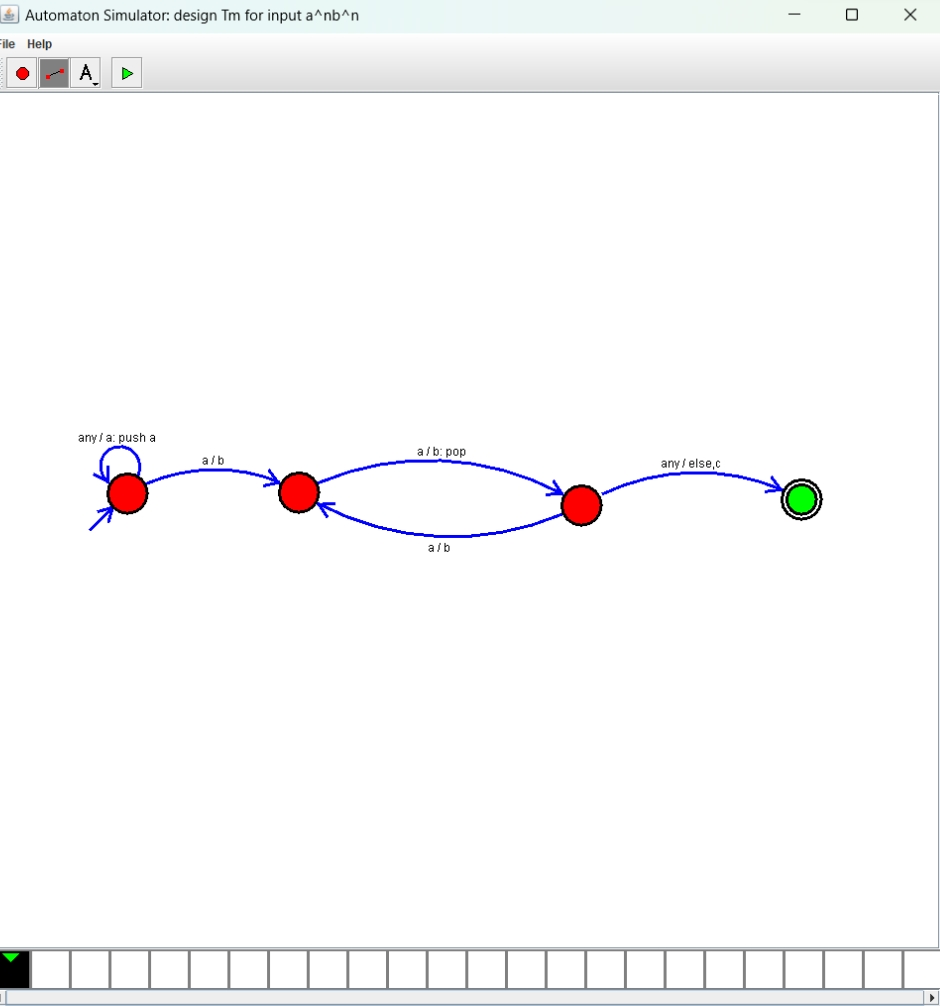 Automaton Simulator: design Tm for input a^nb^n
File Help
A
any / a: push a
a / b
a / b: pop
any / else,c
a / b